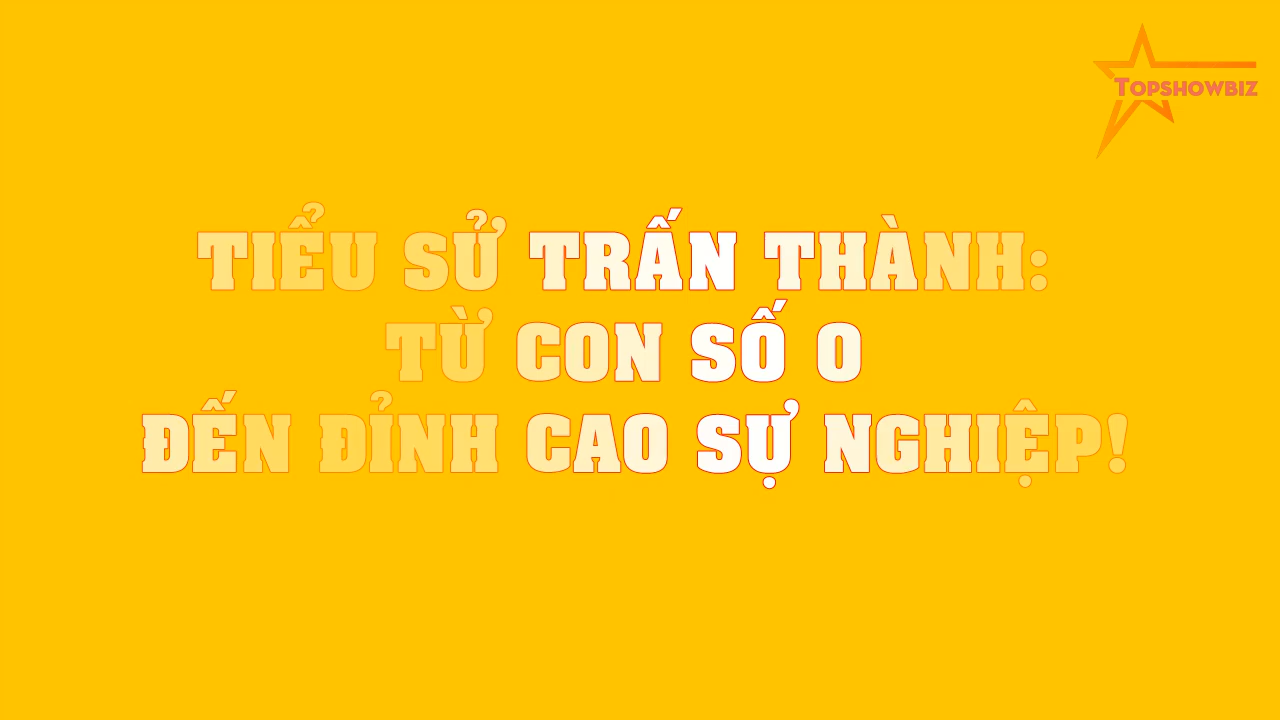 TOPSHOWBIZ
TIỂU SỬ TRẤN THÀNH:
TỪ CON SỐ 0
ĐẾN ĐỈNH CAO SỰ NGHIỆP!